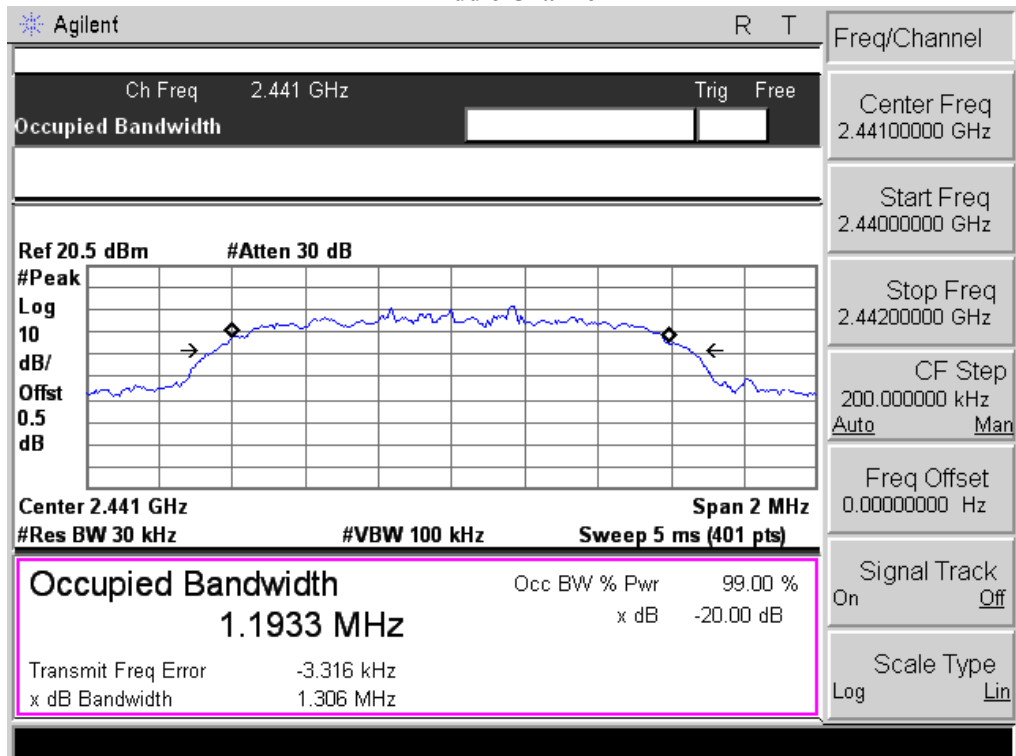 Agilent
R T
Ch Freq 2.441 GHz Trig Free
Occupied Bandwidth
Ref 20.5 dBm #Atten 30 dB
#Peak
Log
10
dB/
Offst
0.5
dB
Center 2.441 GHz Span 2 MHz
#Res BW 30 kHz #VBW 100 kHz Sweep 5 ms (401 pts)
Occupied Bandwidth Occ BW % Pwr 99.00 %
1.1933 MHz x dB -20.00 dB
Transmit Freq Error -3.316 kHz
x dB Bandwidth 1.306 MHz
Freq/Channel
Center Freq
2.44100000 GHz
Start Freq
2.44000000 GHz
Stop Freq
2.44200000 GHz
CF Step
200.000000 kHz
Auto Man
Freq Offset
0.00000000 Hz
Signal Track
On Off
Scale Type
Log Lin